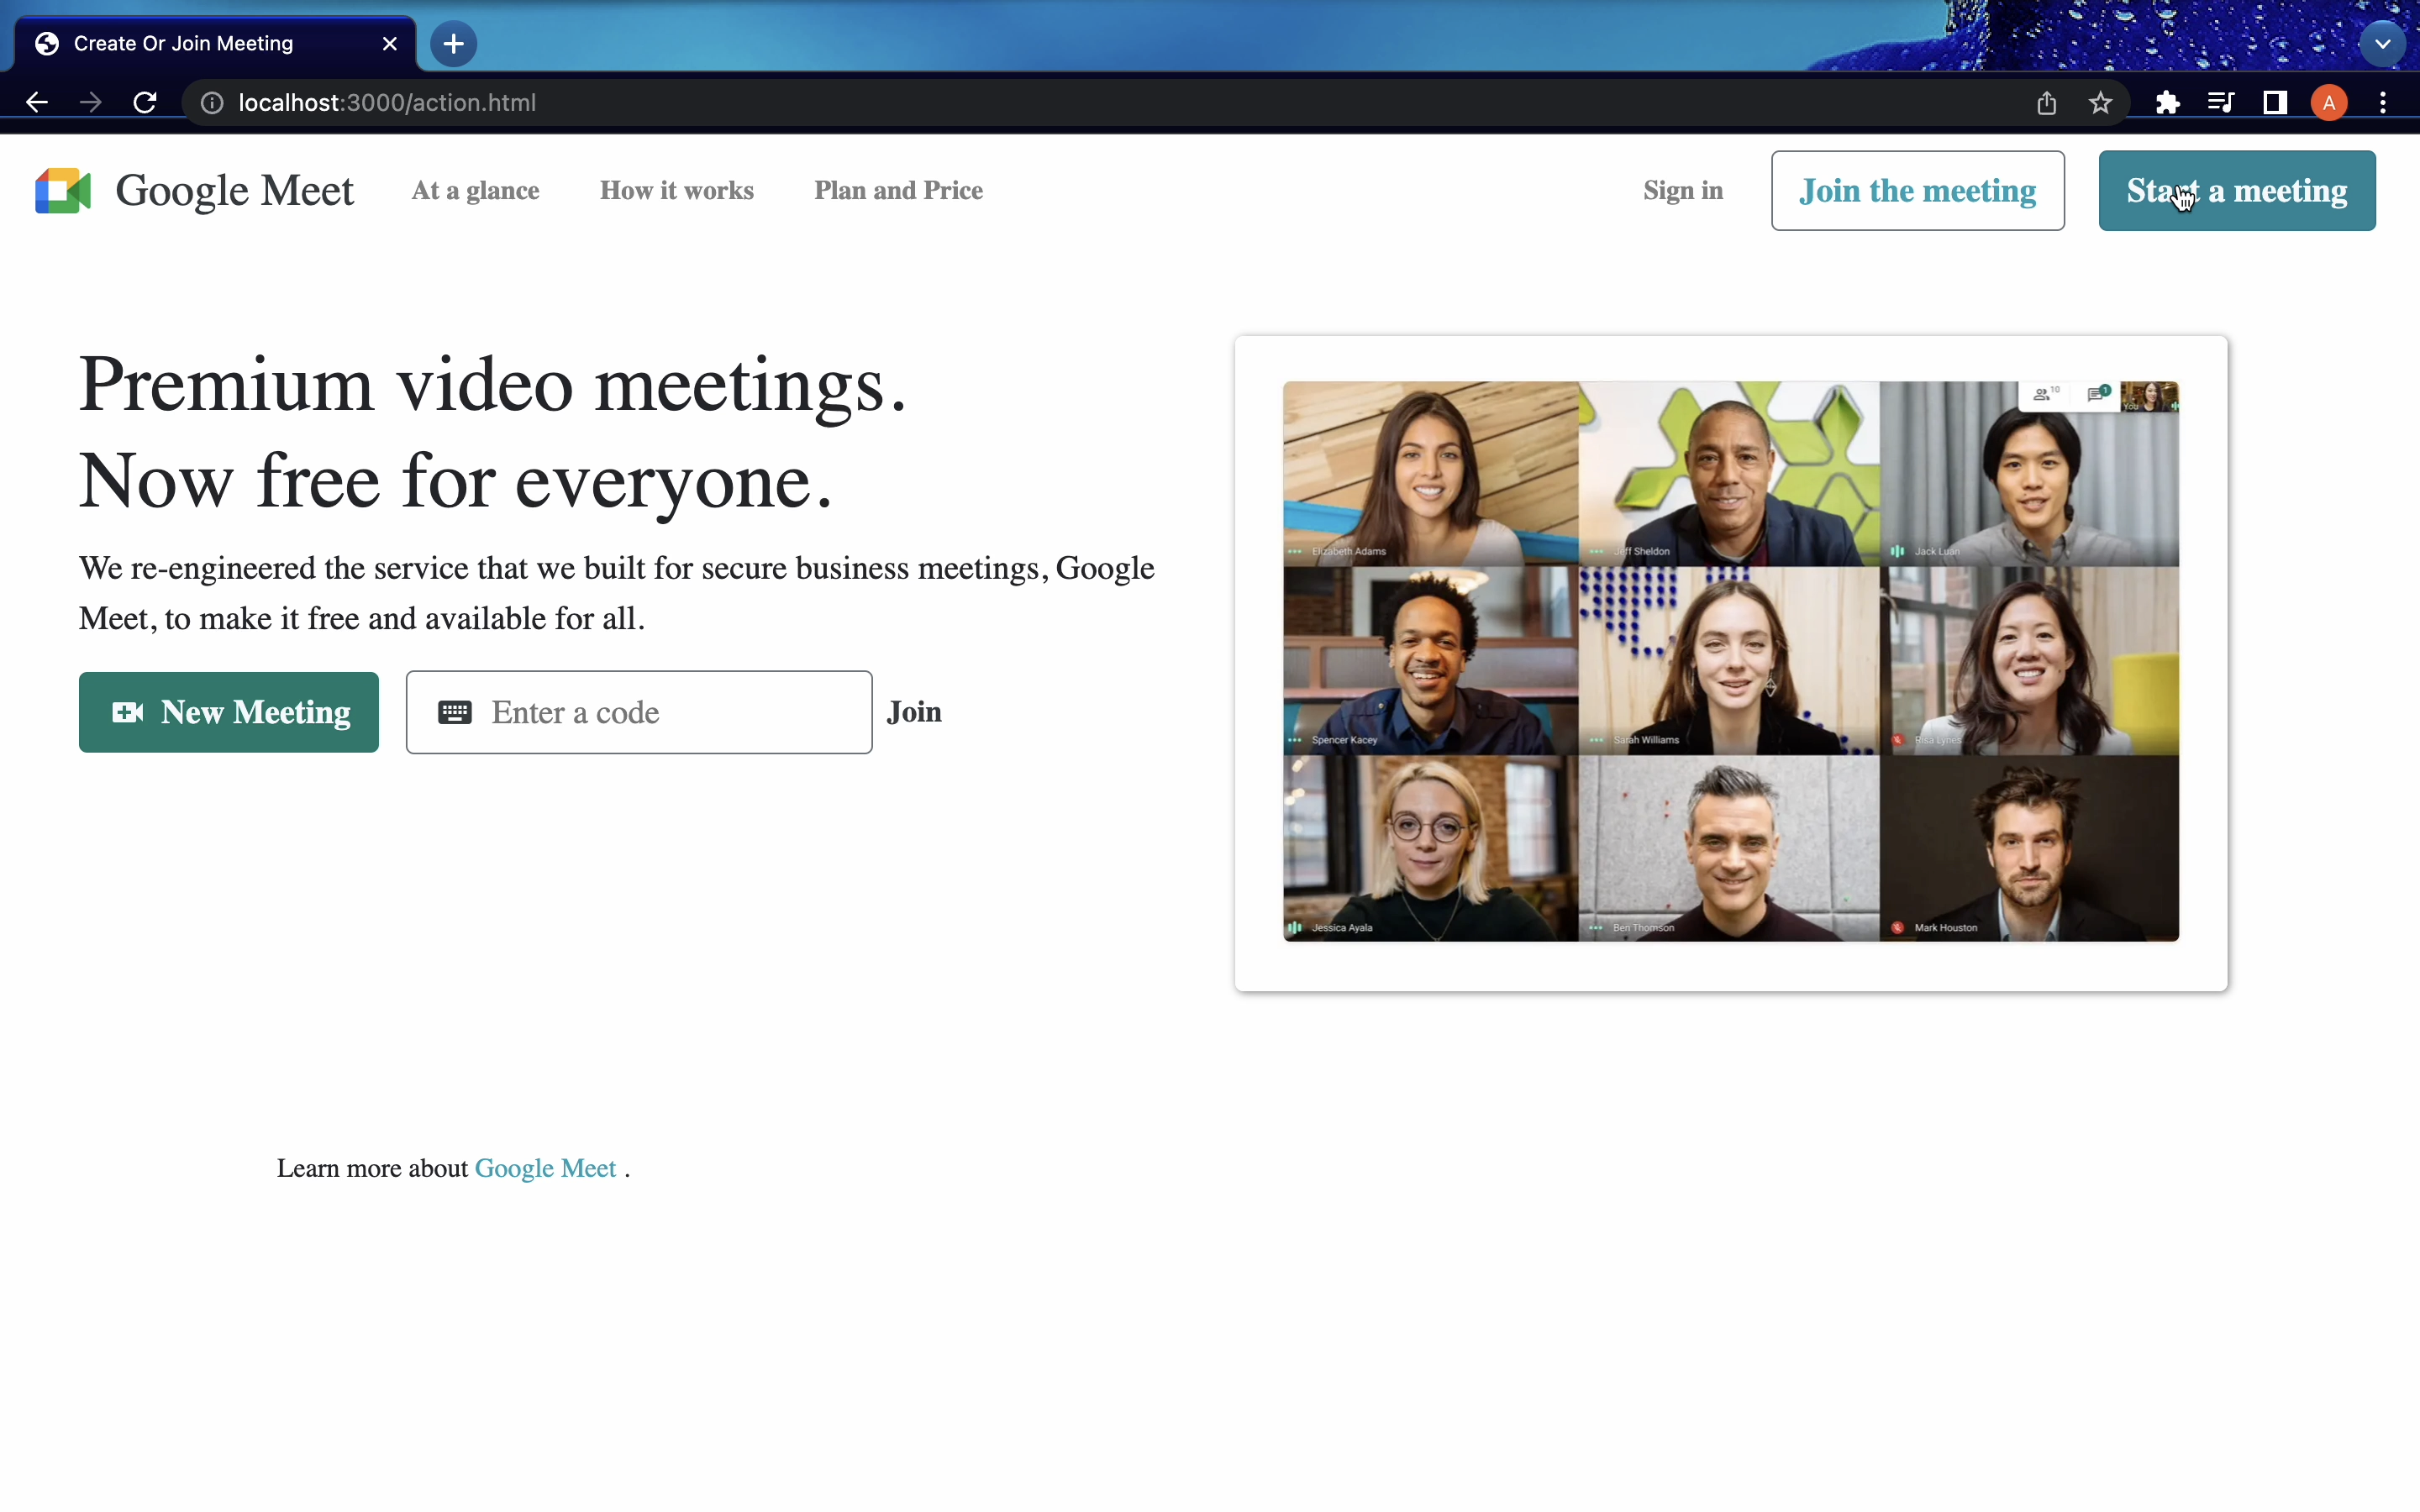 Create Or Join Meeting
localhost:3000/action.html
A
Google Meet
At a glance
How it works
Plan and Price
Sign in
Join the meeting
Start a meeting
Premium video meetings.
Now free for everyone.
We re-engineered the service that we built for secure business meetings, Google
Meet, to make it free and available for all.
New Meeting
Enter a code
Join
10
1
You
Elizabeth Adams
Jeff Sheldon
Jack Luan
Spencer Kacey
Sarah Williams
Risa Lynes
Jessica Ayala
Ben Thomson
Mark Houston
Learn more about Google Meet .